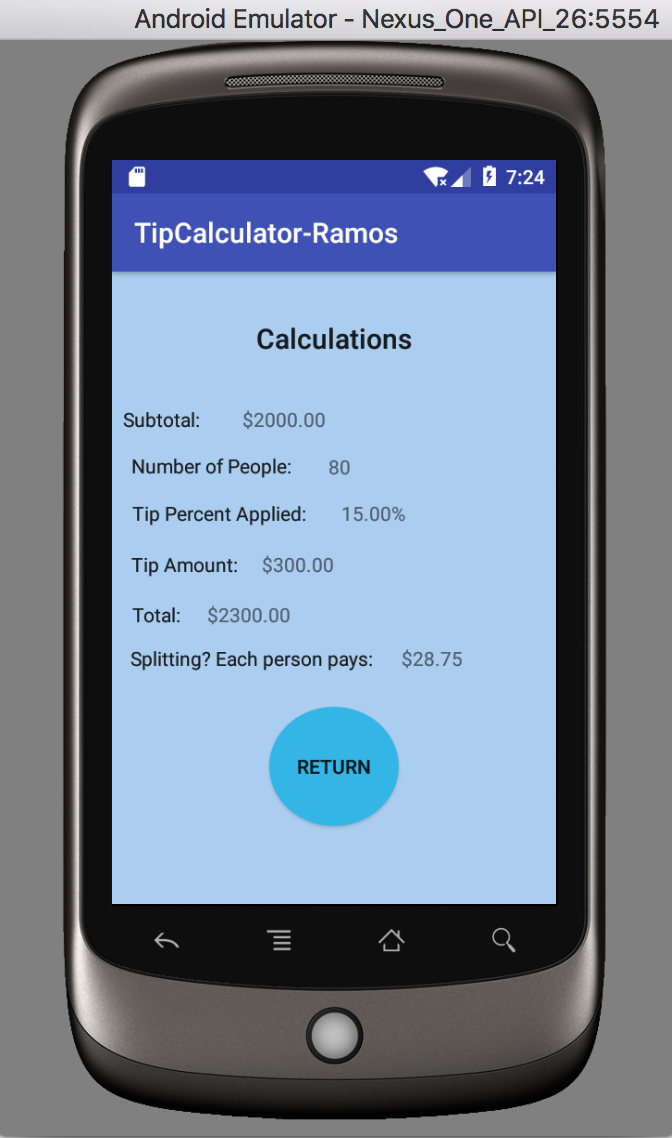 Android Emulator - Nexus_One_API_26:5554
7:24
TipCalculator-Ramos
Calculations
Subtotal: $2000.00
Number of People: 80
Tip Percent Applied: 15.00%
Tip Amount: $300.00
Total: $2300.00
Splitting? Each person pays: $28.75
RETURN